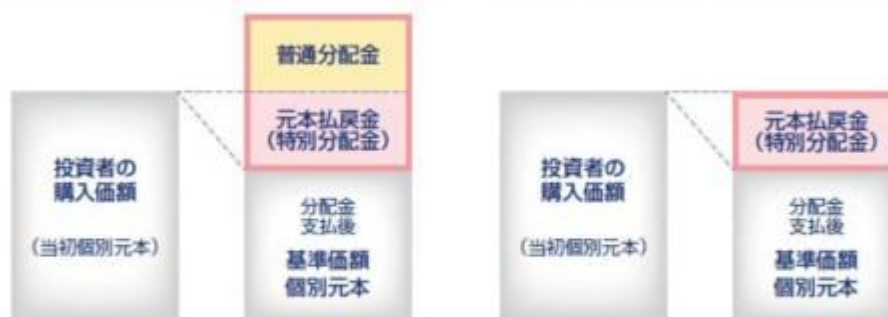 普通分配金
元本払戻金
(特別分配金)
投資者の
購入価額
(当初個別元本)
分配金
支払後
基準価額
個別元本
元本払戻金
(特別分配金)
投資者の
購入価額
(当初個別元本)
分配金
支払後
基準価額
個別元本